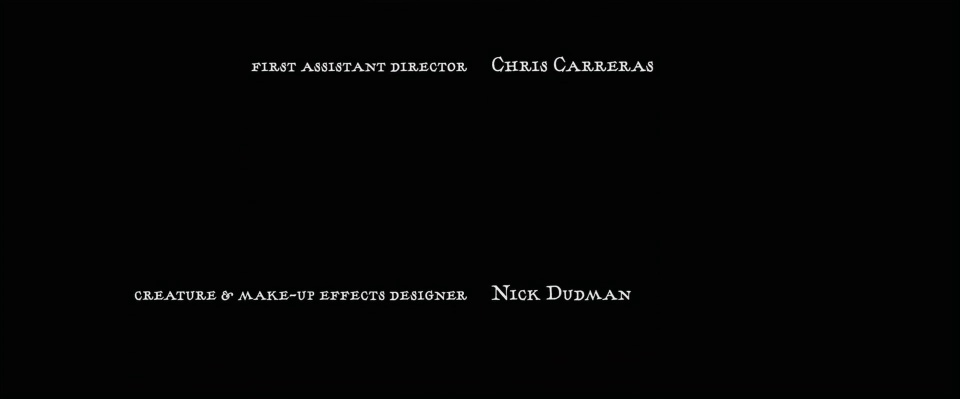 FIRST ASSISTANT DIRECTOR CHRIS CARRERAS
CREATURE & MAKE-UP EFFECTS DESIGNER NICK DUDMAN